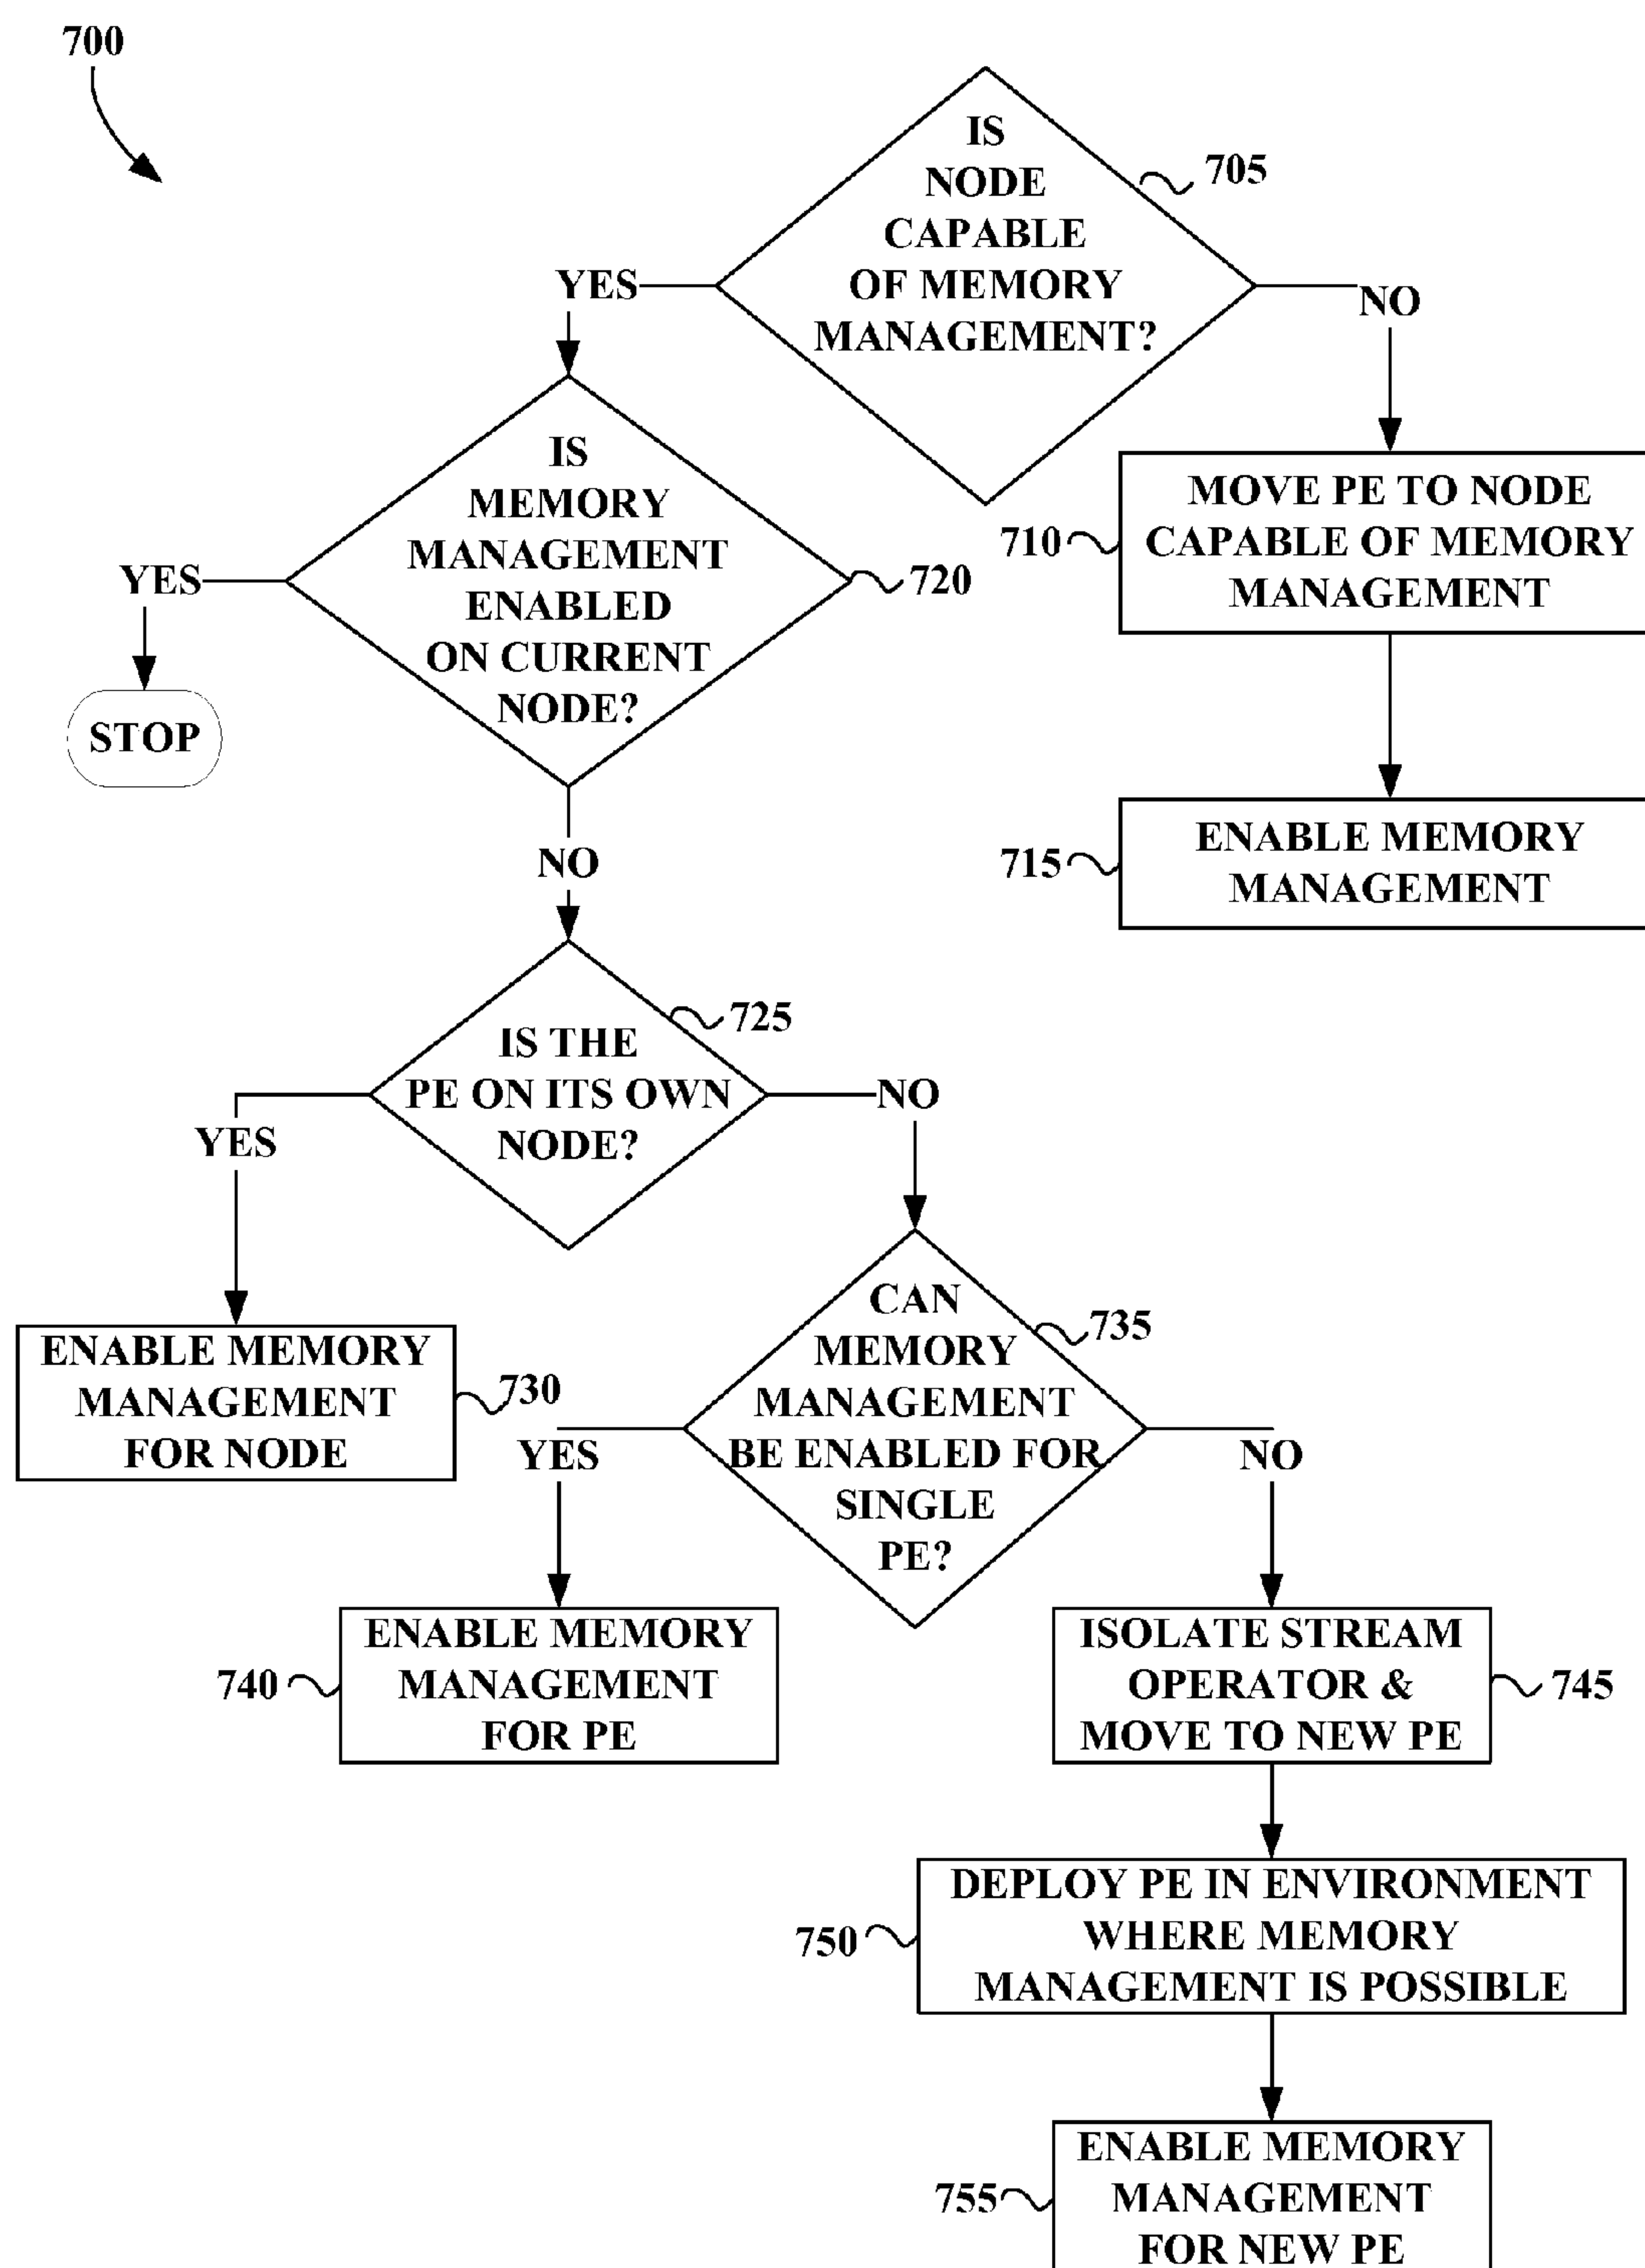 700
IS
NODE
CAPABLE
OF MEMORY
MANAGEMENT?
705
YES
NO
IS
MEMORY
MANAGEMENT
ENABLED
ON CURRENT
NODE?
720
YES
STOP
MOVE PE TO NODE
CAPABLE OF MEMORY
MANAGEMENT
710
ENABLE MEMORY
MANAGEMENT
715
NO
IS THE
PE ON ITS OWN
NODE?
725
YES
NO
ENABLE MEMORY
MANAGEMENT
FOR NODE
730
CAN
MEMORY
MANAGEMENT
BE ENABLED FOR
SINGLE
PE?
735
YES
NO
ENABLE MEMORY
MANAGEMENT
FOR PE
740
ISOLATE STREAM
OPERATOR &
MOVE TO NEW PE
745
DEPLOY PE IN ENVIRONMENT
WHERE MEMORY
MANAGEMENT IS POSSIBLE
750
ENABLE MEMORY
MANAGEMENT
FOR NEW PE
755